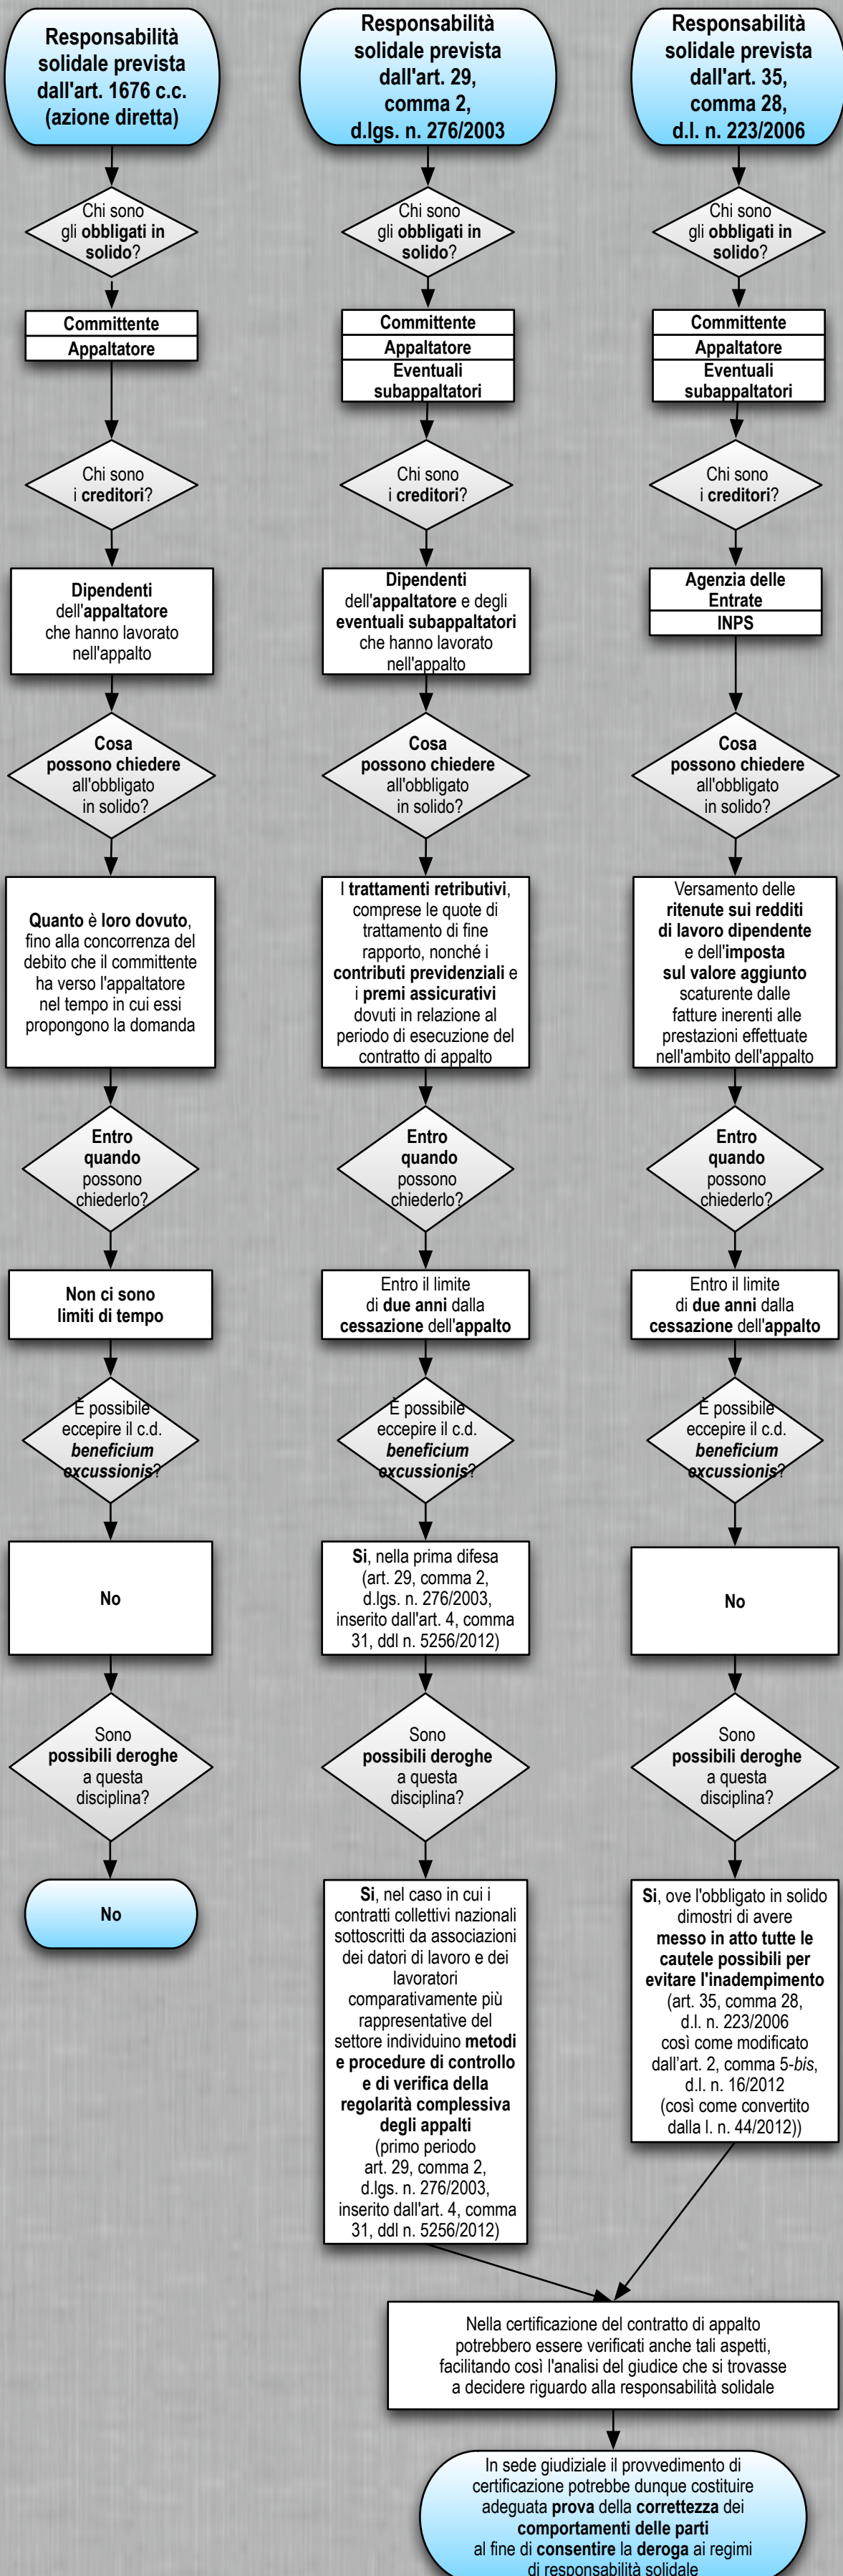 Responsabilità
solidale prevista
dall'art. 1676 c.c.
(azione diretta)
Chi sono
gli obbligati in
solido?
Committente
Appaltatore
Chi sono
i creditori?
Dipendenti
dell'appaltatore
che hanno lavorato
nell'appalto
Cosa
possono chiedere
all'obbligato
in solido?
Quanto è loro dovuto,
fino alla concorrenza del
debito che il committente
ha verso l'appaltatore
nel tempo in cui essi
propongono la domanda
Entro
quando
possono
chiederlo?
Non ci sono
limiti di tempo
È possibile
eccepire il c.d.
beneficium
excussionis?
No
Sono
possibili deroghe
a questa
disciplina?
No
Responsabilità
solidale prevista
dall'art. 29,
comma 2,
d.lgs. n. 276/2003
Chi sono
gli obbligati in
solido?
Committente
Appaltatore
Eventuali
subappaltatori
Chi sono
i creditori?
Dipendenti
dell'appaltatore e degli
eventuali subappaltatori
che hanno lavorato
nell'appalto
Cosa
possono chiedere
all'obbligato
in solido?
I trattamenti retributivi,
comprese le quote di
trattamento di fine
rapporto, nonché i
contributi previdenziali e
i premi assicurativi
dovuti in relazione al
periodo di esecuzione del
contratto di appalto
Entro
quando
possono
chiederlo?
Entro il limite
di due anni dalla
cessazione dell'appalto
È possibile
eccepire il c.d.
beneficium
excussionis?
Si, nella prima difesa
(art. 29, comma 2,
d.lgs. n. 276/2003,
inserito dall'art. 4, comma
31, ddl n. 5256/2012)
Sono
possibili deroghe
a questa
disciplina?
Si, nel caso in cui i
contratti collettivi nazionali
sottoscritti da associazioni
dei datori di lavoro e dei
lavoratori
comparativamente più
rappresentative del
settore individuino metodi
e procedure di controllo
e di verifica della
regolarità complessiva
degli appalti
(primo periodo
art. 29, comma 2,
d.lgs. n. 276/2003,
inserito dall'art. 4, comma
31, ddl n. 5256/2012)
Responsabilità
solidale prevista
dall'art. 35,
comma 28,
d.l. n. 223/2006
Chi sono
gli obbligati in
solido?
Committente
Appaltatore
Eventuali
subappaltatori
Chi sono
i creditori?
Agenzia delle
Entrate
INPS
Cosa
possono chiedere
all'obbligato
in solido?
Versamento delle
ritenute sui redditi
di lavoro dipendente
e dell'imposta
sul valore aggiunto
scaturente dalle
fatture inerenti alle
prestazioni effettuate
nell'ambito dell'appalto
Entro
quando
possono
chiederlo?
Entro il limite
di due anni dalla
cessazione dell'appalto
È possibile
eccepire il c.d.
beneficium
excussionis?
No
Sono
possibili deroghe
a questa
disciplina?
Si, ove l'obbligato in solido
dimostri di avere
messo in atto tutte le
cautele possibili per
evitare l'inadempimento
(art. 35, comma 28,
d.l. n. 223/2006
così come modificato
dall'art. 2, comma 5-bis,
d.l. n. 16/2012
(così come convertito
dalla l. n. 44/2012))
Nella certificazione del contratto di appalto
potrebbero essere verificati anche tali aspetti,
facilitando così l'analisi del giudice che si trovasse
a decidere riguardo alla responsabilità solidale
In sede giudiziale il provvedimento di
certificazione potrebbe dunque costituire
adeguata prova della correttezza dei
comportamenti delle parti
al fine di consentire la deroga ai regimi
di responsabilità solidale